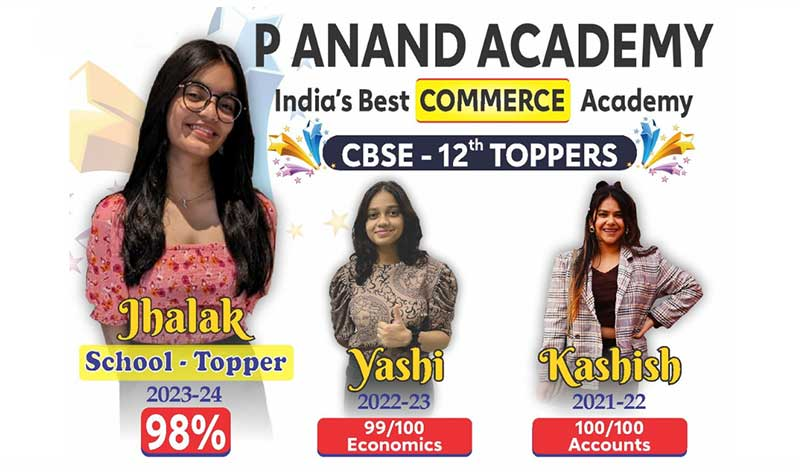 P ANAND ACADEMY
India's Best COMMERCE Academy
CBSE - 12th TOPPERS
Jhalak
School - Topper
2023-24
98%
Yashi
2022-23
99/100
Economics
Kashish
2021-22
100/100
Accounts